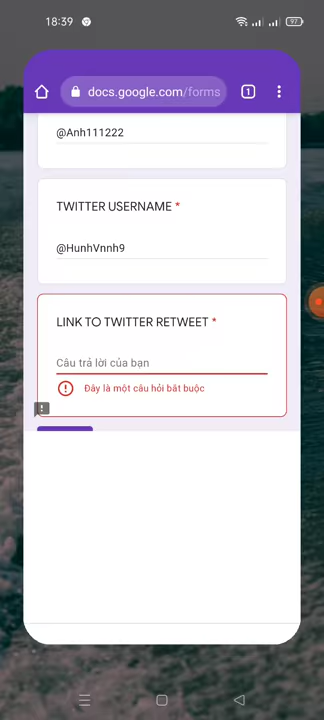 18:39
97
docs.google.com/forms
1
@Anh111222
TWITTER USERNAME *
@HunhVnnh9
LINK TO TWITTER RETWEET *
Câu trả lời của bạn
Đây là một câu hỏi bắt buộc